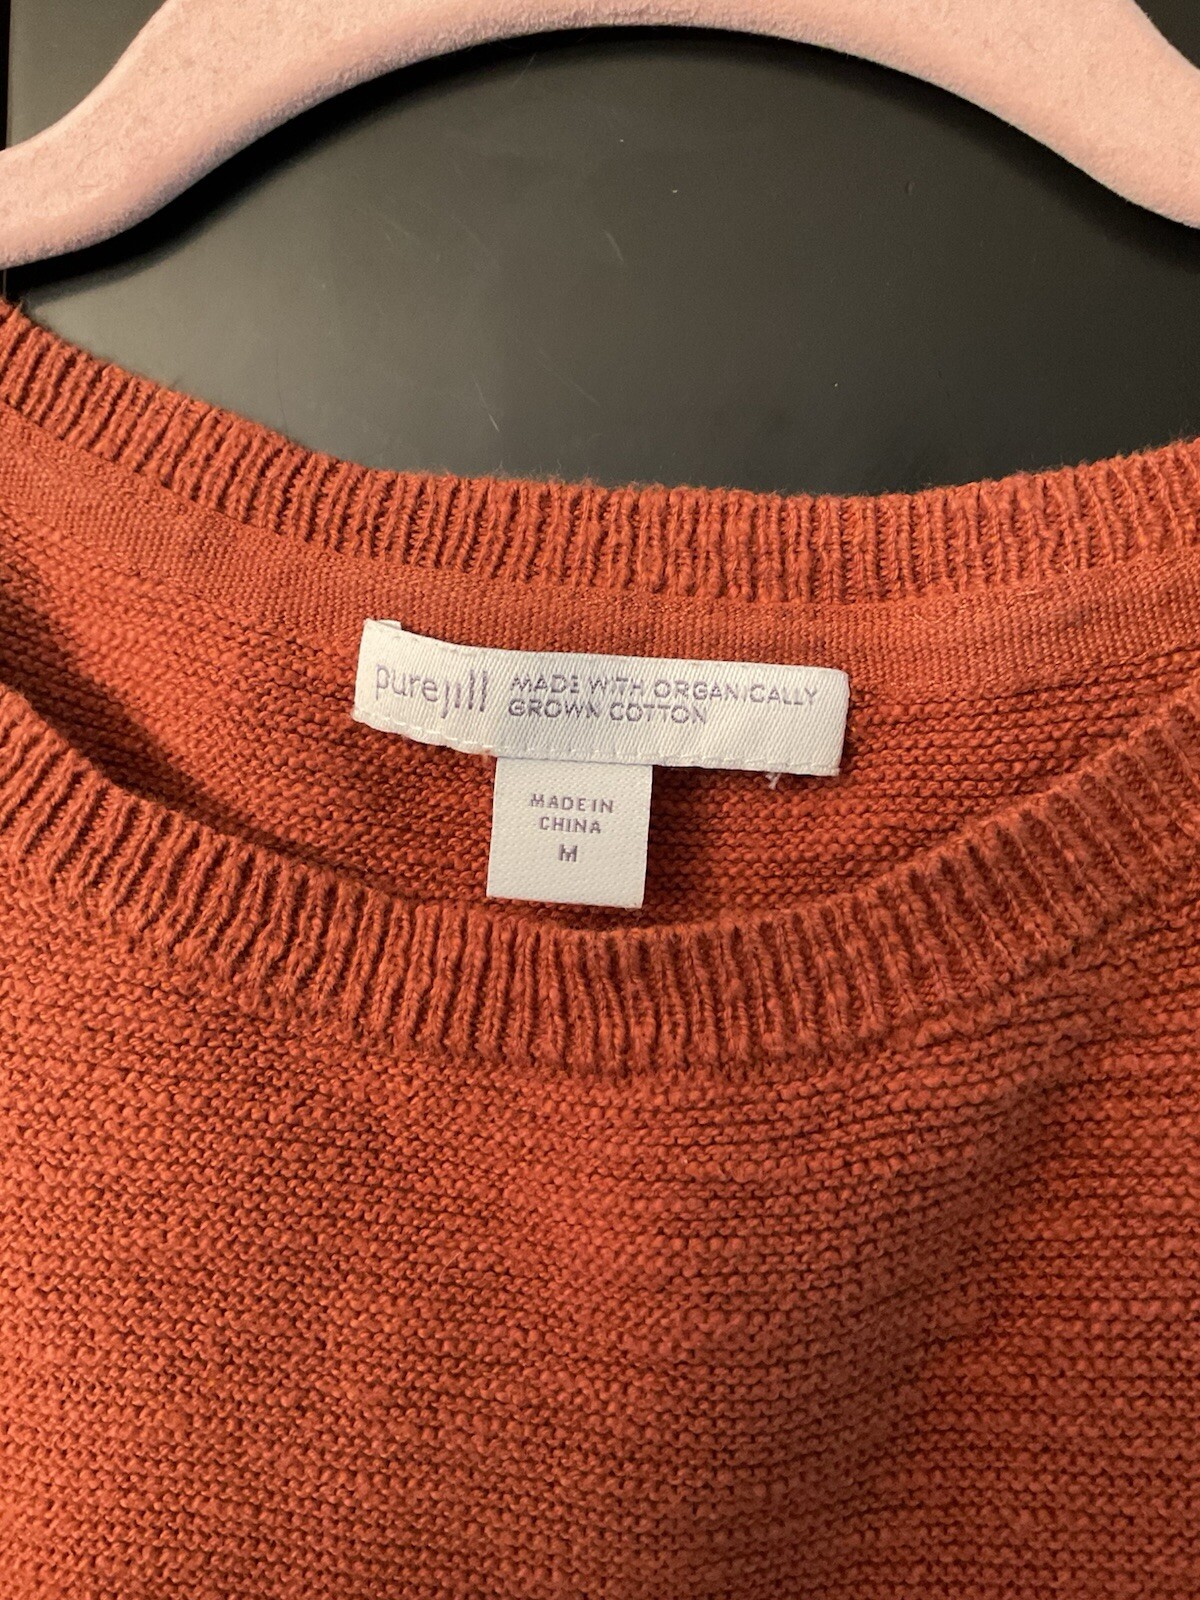 purejill MADE WITH ORGANICALLY
GROWN COTTON
MADE IN
CHINA
M